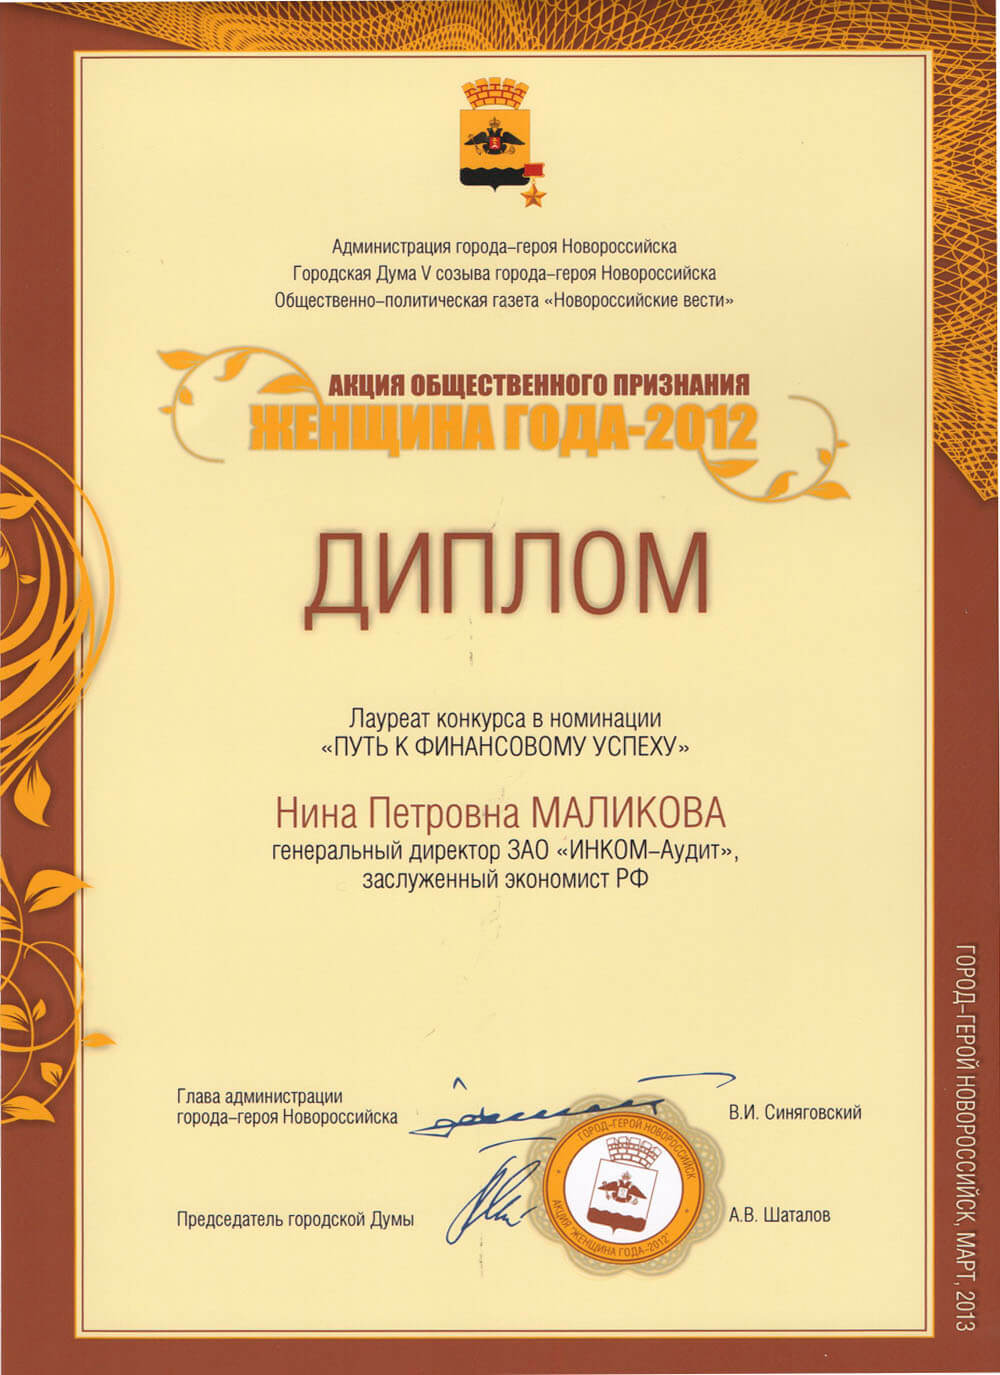 Администрация города–героя Новороссийска
Городская Дума V созыва города–героя Новороссийска
Общественно–политическая газета «Новороссийские вести»
АКЦИЯ ОБЩЕСТВЕННОГО ПРИЗНАНИЯ
ЖЕНЩИНА ГОДА-2012
ДИПЛОМ
Лауреат конкурса в номинации
«ПУТЬ К ФИНАНСОВОМУ УСПЕХУ»
Нина Петровна МАЛИКОВА
генеральный директор ЗАО «ИНКОМ–Аудит»,
заслуженный экономист РФ
Глава администрации
города–героя Новороссийска
В.И. Синяговский
Председатель городской Думы
А.В. Шаталов
ГОРОД-ГЕРОЙ НОВОРОССИЙСК
АКЦИЯ "ЖЕНЩИНА ГОДА-2012"
ГОРОД–ГЕРОЙ НОВОРОССИЙСК, МАРТ, 2013